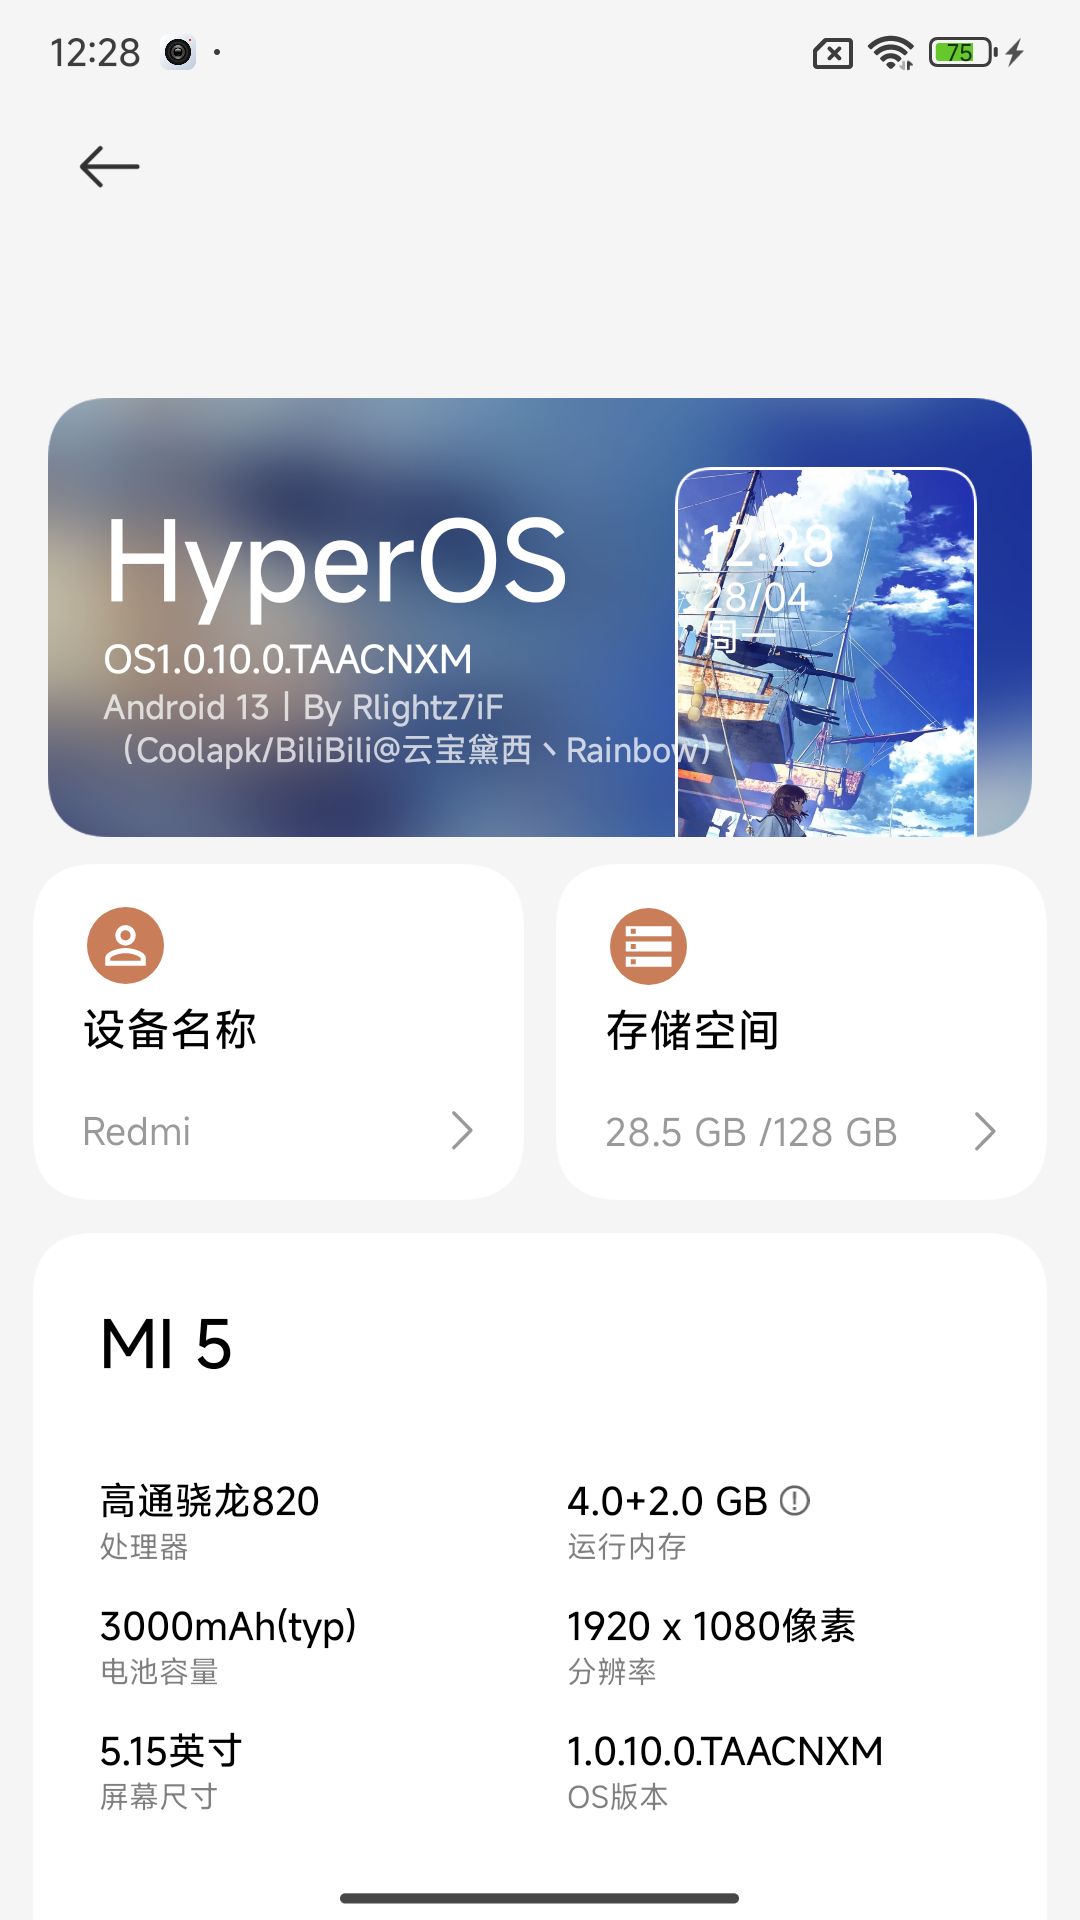 12:28
75
HyperOS
OS1.0.10.0.TAACNXM
Android 13 | By Rlightz7iF
（Coolapk/BiliBili@云宝黛西丶Rainbow）
12:28
28/04
周一
设备名称
Redmi
存储空间
28.5 GB /128 GB
MI 5
高通骁龙820
处理器
4.0+2.0 GB
运行内存
3000mAh(typ)
电池容量
1920 x 1080像素
分辨率
5.15英寸
屏幕尺寸
1.0.10.0.TAACNXM
OS版本